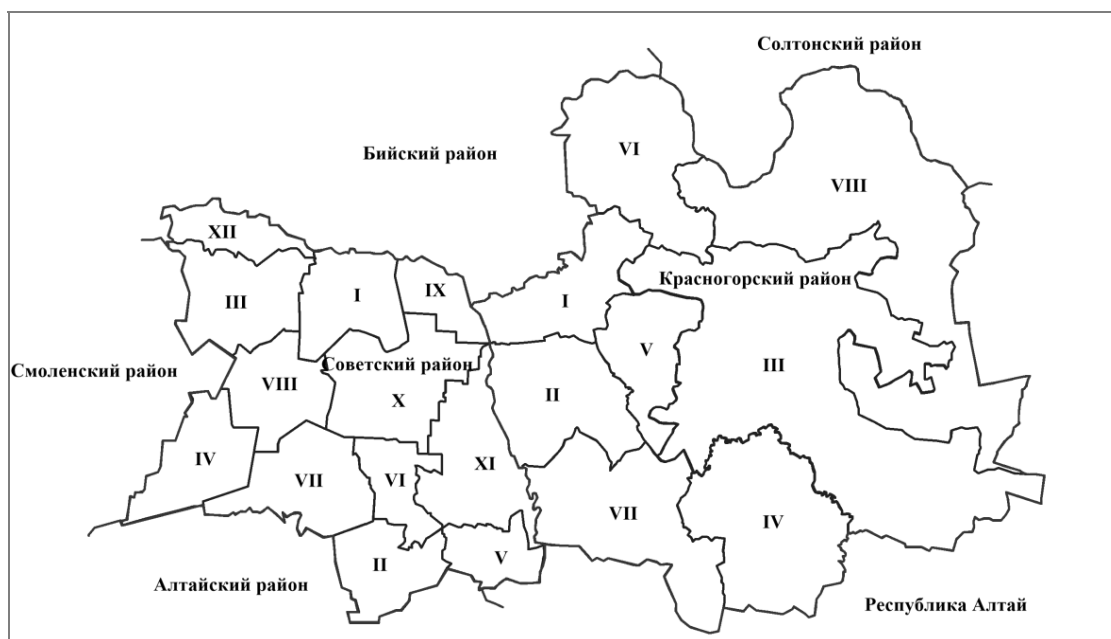 Солтонский район
Бийский район
VI
VIII
XII
Красногорский район
III
I
IX
I
Смоленский район
Советский район
V
III
VIII
X
II
IV
VII
VI
XI
VII
IV
II
V
Алтайский район
Республика Алтай